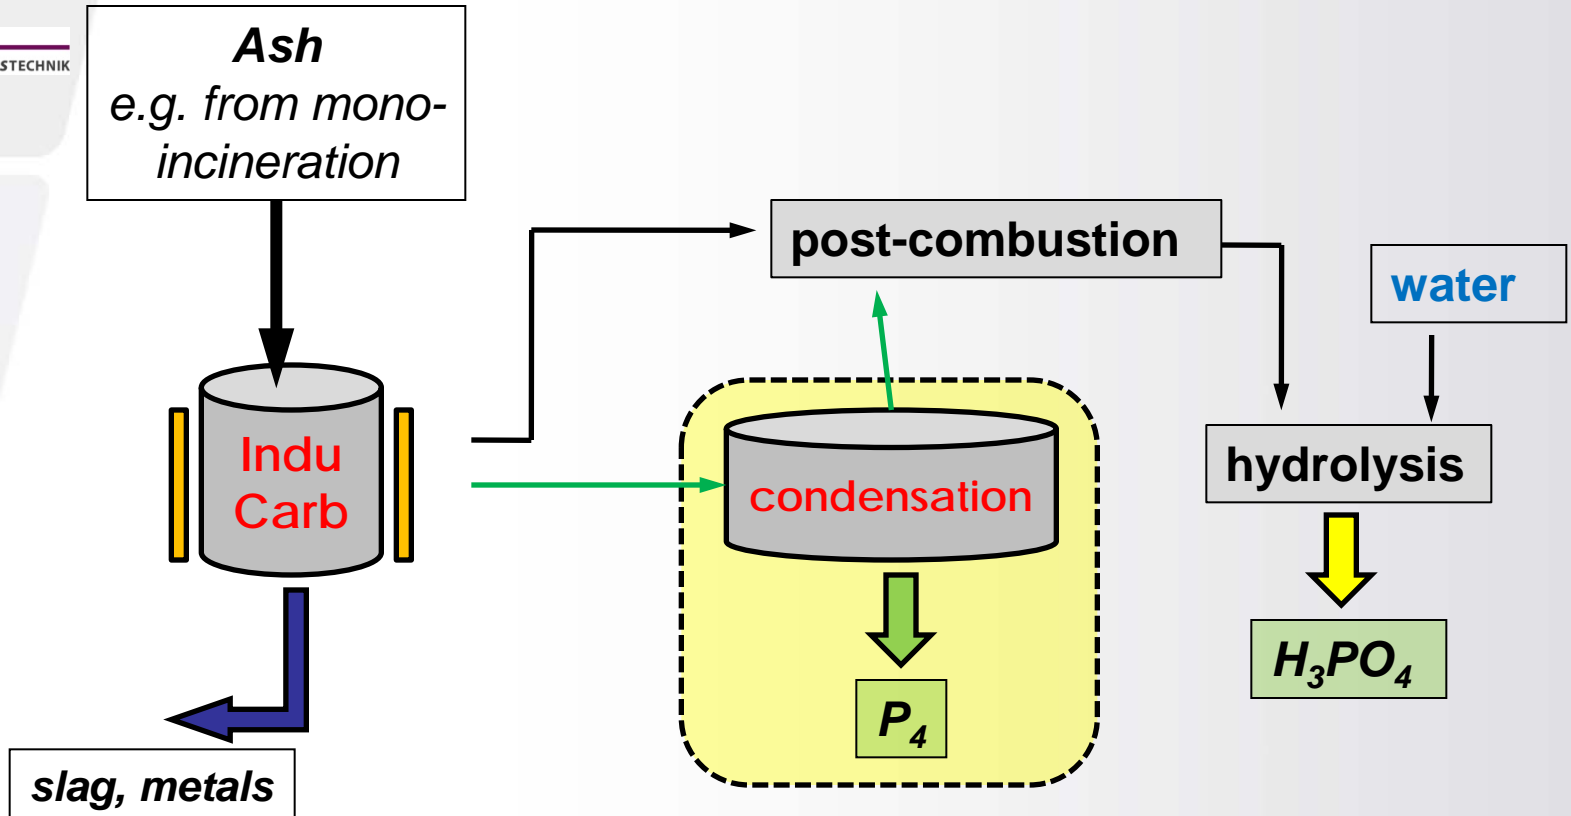 STECHNIK
Ash
e.g. from mono-
incineration
post-combustion
water
Indu
Carb
condensation
hydrolysis
H₃PO₄
P₄
slag, metals